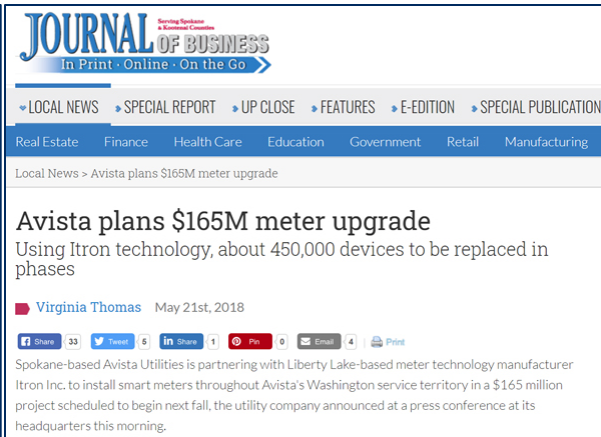 JOURNAL
Serving Spokane
& Kootenai Counties
OF BUSINESS
In Print · Online · On the Go
LOCAL NEWS SPECIAL REPORT UP CLOSE FEATURES E-EDITION SPECIAL PUBLICATION
Real Estate Finance Health Care Education Government Retail Manufacturing
Local News > Avista plans $165M meter upgrade
Avista plans $165M meter upgrade
Using Itron technology, about 450,000 devices to be replaced in
phases
Virginia Thomas May 21st, 2018
Share 33 Tweet 5 Share 1 Pin 0 Email 4 Print
Spokane-based Avista Utilities is partnering with Liberty Lake-based meter technology manufacturer
Itron Inc. to install smart meters throughout Avista's Washington service territory in a $165 million
project scheduled to begin next fall, the utility company announced at a press conference at its
headquarters this morning.